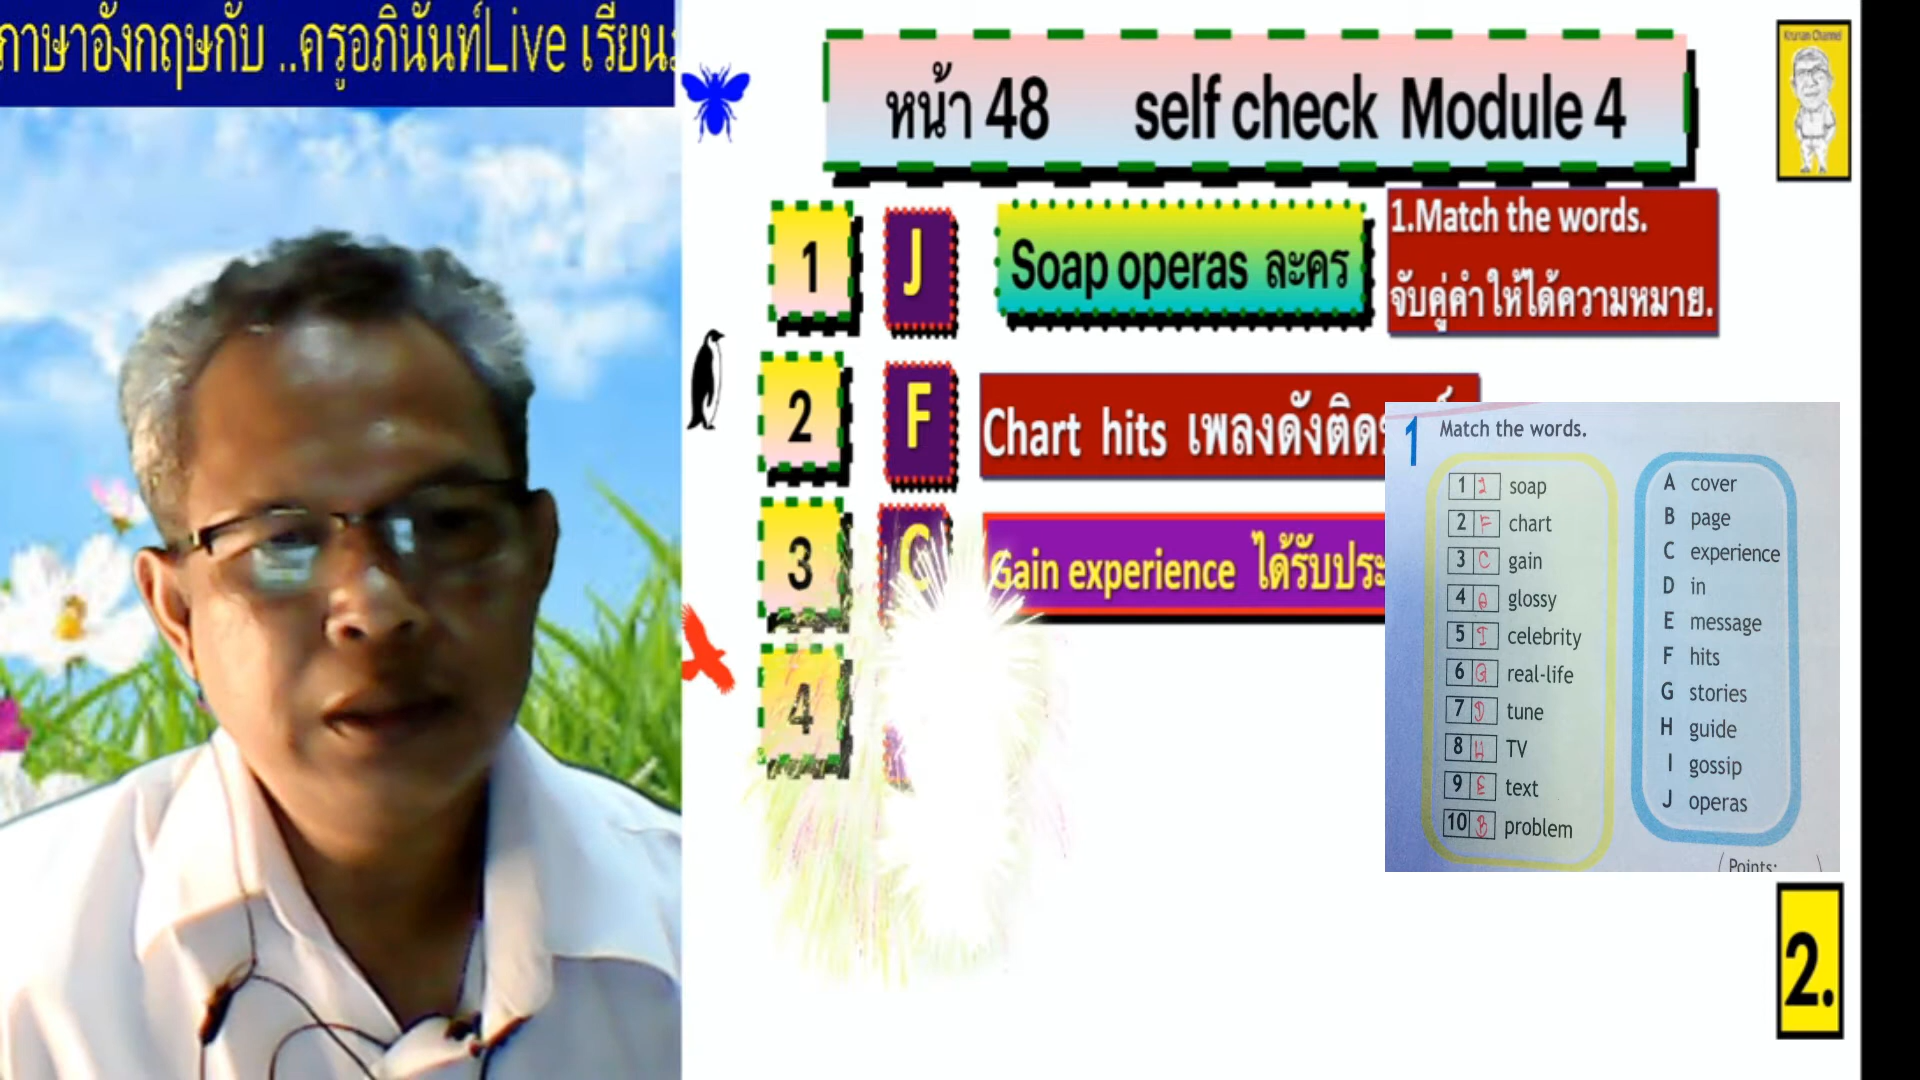 ภาษาอังกฤษกับ ..ครูอภินันท์Live เรียน
Krunan Channel
หน้า 48 self check Module 4
1 J Soap operas ละคร
1.Match the words.
จับคู่คำให้ได้ความหมาย.
2 F Chart hits เพลงดังติด
3 C Gain experience ได้รับประ
4
1 Match the words.
1 J soap
2 F chart
3 C gain
4 A glossy
5 I celebrity
6 G real-life
7 D tune
8 H TV
9 E text
10 B problem
A cover
B page
C experience
D in
E message
F hits
G stories
H guide
I gossip
J operas
(Points:      )
2.